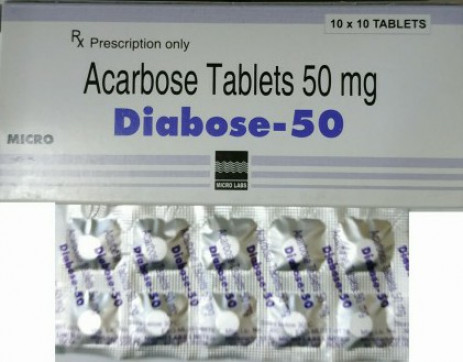 10 x 10 TABLETS
Rx Prescription only
Acarbose Tablets 50 mg
Diabose-50
MICRO
MICRO LABS
Diabose-50
Diabose-50
Diabose-50